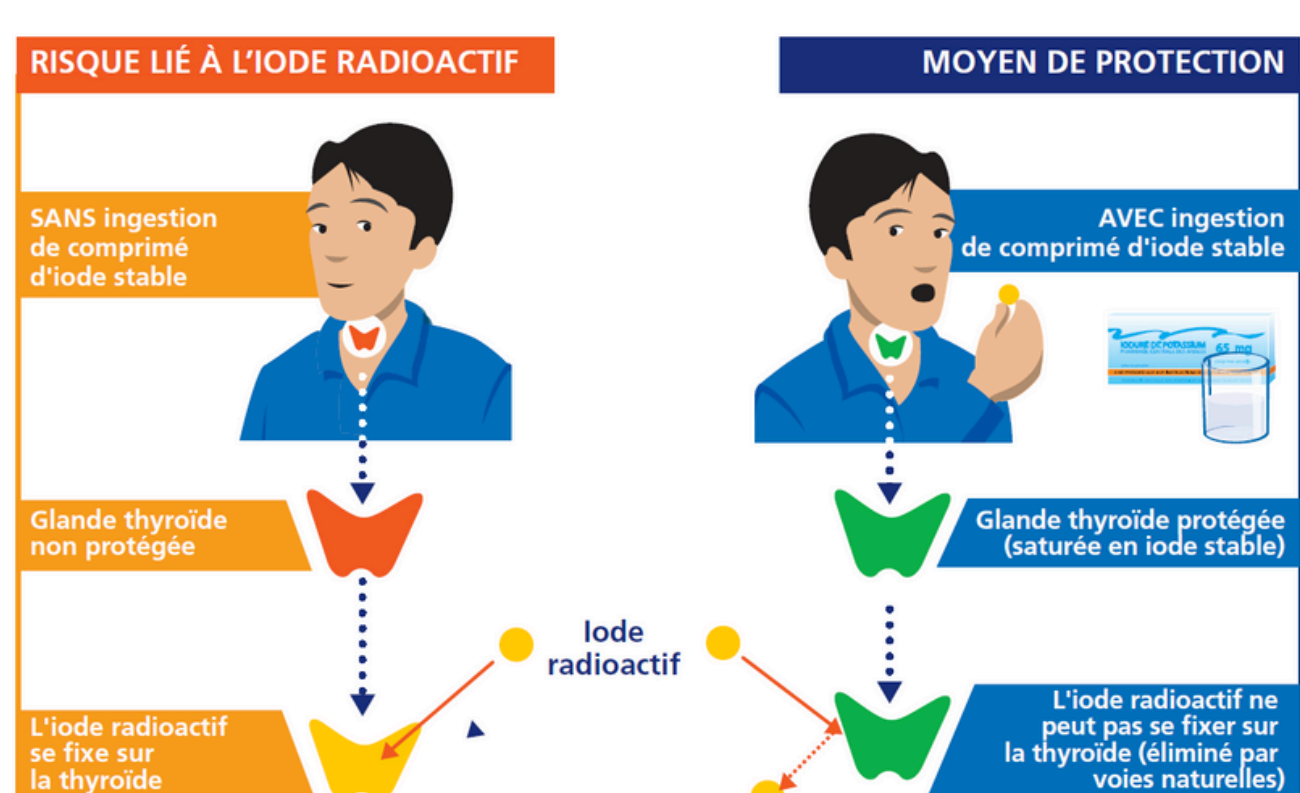 RISQUE LIÉ À L'IODE RADIOACTIF
MOYEN DE PROTECTION
SANS ingestion
de comprimé
d'iode stable
AVEC ingestion
de comprimé d'iode stable
IODURE DE POTASSIUM
65 mg
Glande thyroïde
non protégée
Glande thyroïde protégée
(saturée en iode stable)
Iode
radioactif
L'iode radioactif
se fixe sur
la thyroïde
L'iode radioactif ne
peut pas se fixer sur
la thyroïde (éliminé par
voies naturelles)